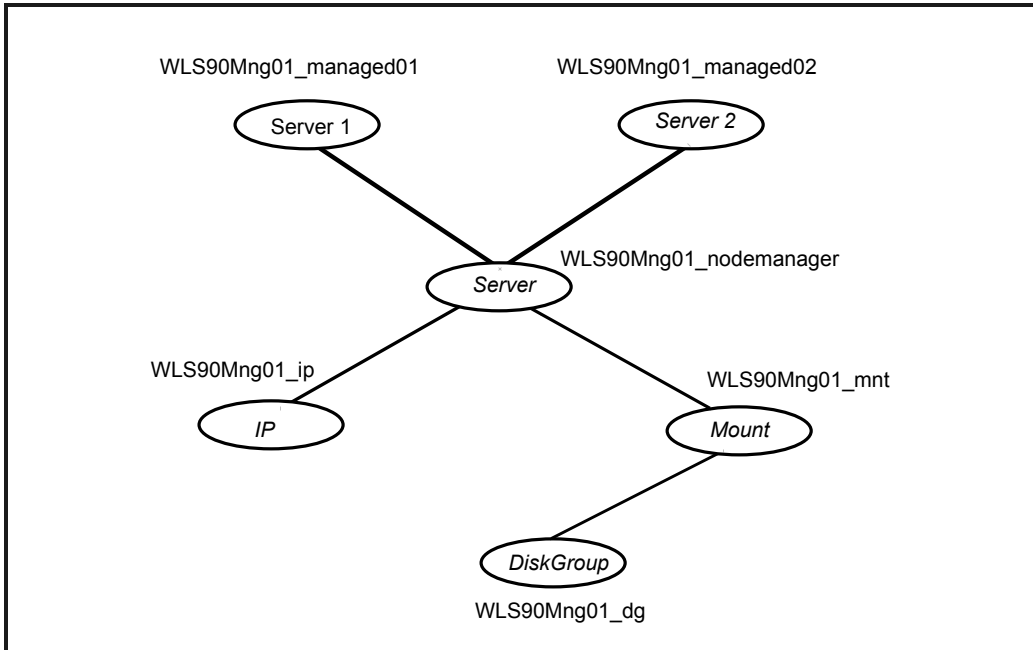 WLS90Mng01_managed01
WLS90Mng01_managed02
Server 1
Server 2
WLS90Mng01_nodemanager
Server
WLS90Mng01_ip
WLS90Mng01_mnt
IP
Mount
DiskGroup
WLS90Mng01_dg